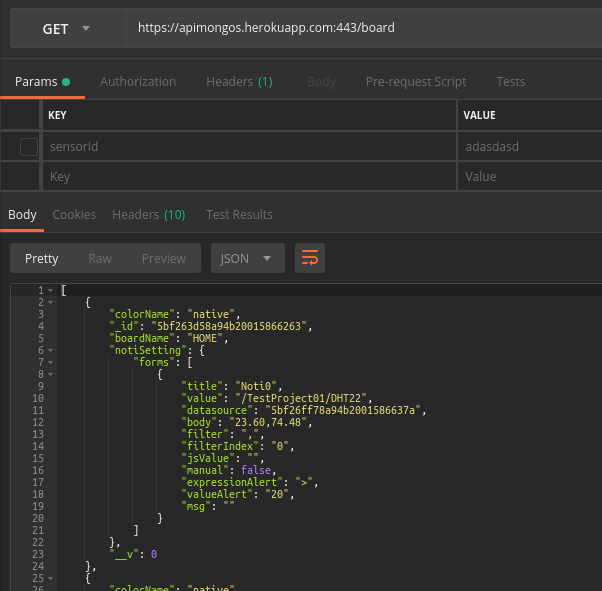 GET https://apimongos.herokuapp.com:443/board
Params Authorization Headers (1) Body Pre-request Script Tests
KEY VALUE
sensorId adasdasd
Key Value
Body Cookies Headers (10) Test Results
Pretty Raw Preview JSON
1 [
2 {
3 "colorName": "native",
4 "_id": "5bf263d58a94b20015866263",
5 "boardName": "HOME",
6 "notiSetting": {
7 "forms": [
8 {
9 "title": "Noti0",
10 "value": "/TestProject01/DHT22",
11 "datasource": "5bf26ff78a94b2001586637a",
12 "body": "23.60,74.48",
13 "filter": ",",
14 "filterIndex": "0",
15 "jsValue": "",
16 "manual": false,
17 "expressionAlert": ">",
18 "valueAlert": "20",
19 "msg": ""
20 }
21 ]
22 },
23 "__v": 0
24 },
25 {
26 "colorName": "native"